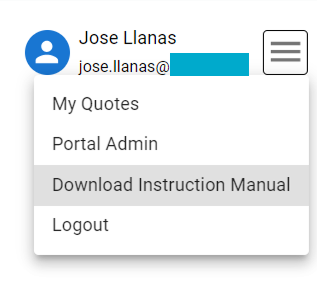 Jose Llanas
jose.llanas@
My Quotes
Portal Admin
Download Instruction Manual
Logout